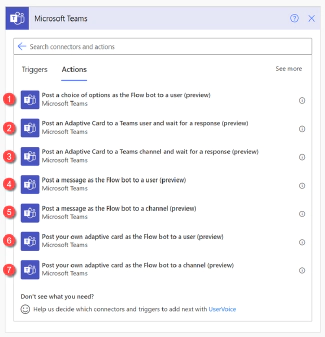 Microsoft Teams
Search connectors and actions
Triggers
Actions
See more
1
Post a choice of options as the Flow bot to a user (preview)
Microsoft Teams
2
Post an Adaptive Card to a Teams user and wait for a response (preview)
Microsoft Teams
3
Post an Adaptive Card to a Teams channel and wait for a response (preview)
Microsoft Teams
4
Post a message as the Flow bot to a user (preview)
Microsoft Teams
5
Post a message as the Flow bot to a channel (preview)
Microsoft Teams
6
Post your own adaptive card as the Flow bot to a user (preview)
Microsoft Teams
7
Post your own adaptive card as the Flow bot to a channel (preview)
Microsoft Teams
Don't see what you need?
Help us decide which connectors and triggers to add next with UserVoice